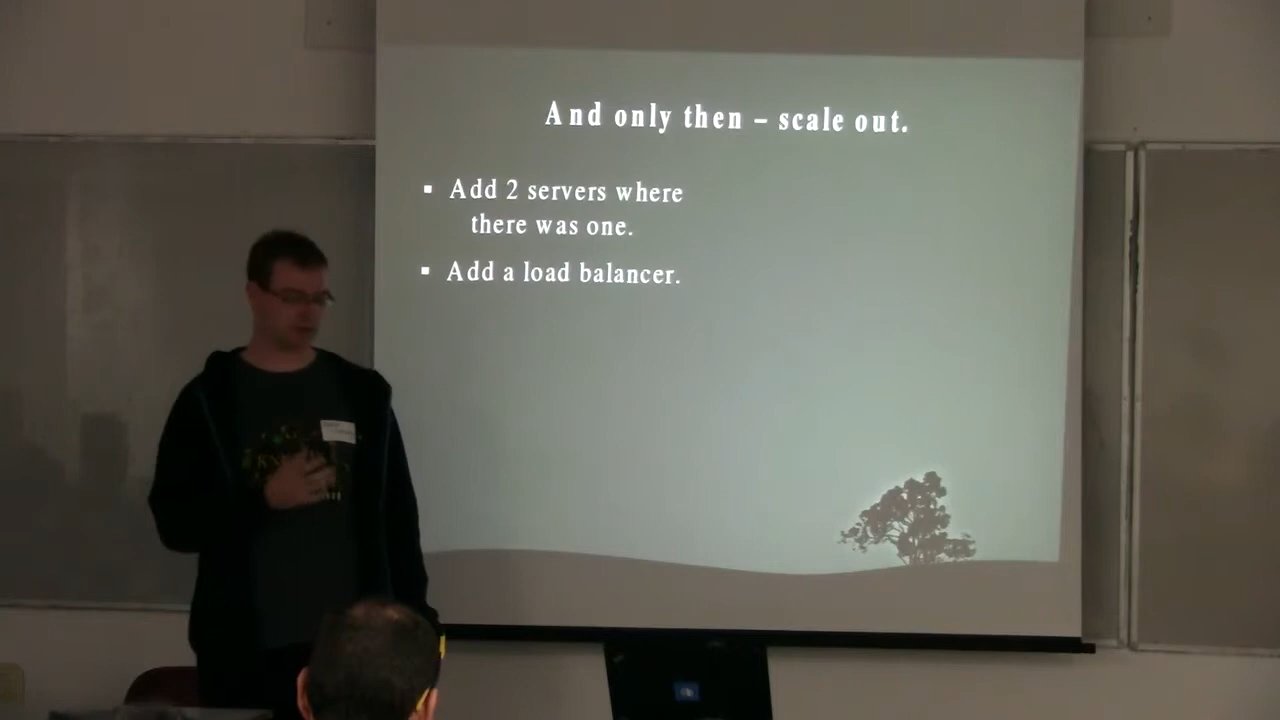 And only then – scale out.
▪ Add 2 servers where
there was one.
▪ Add a load balancer.